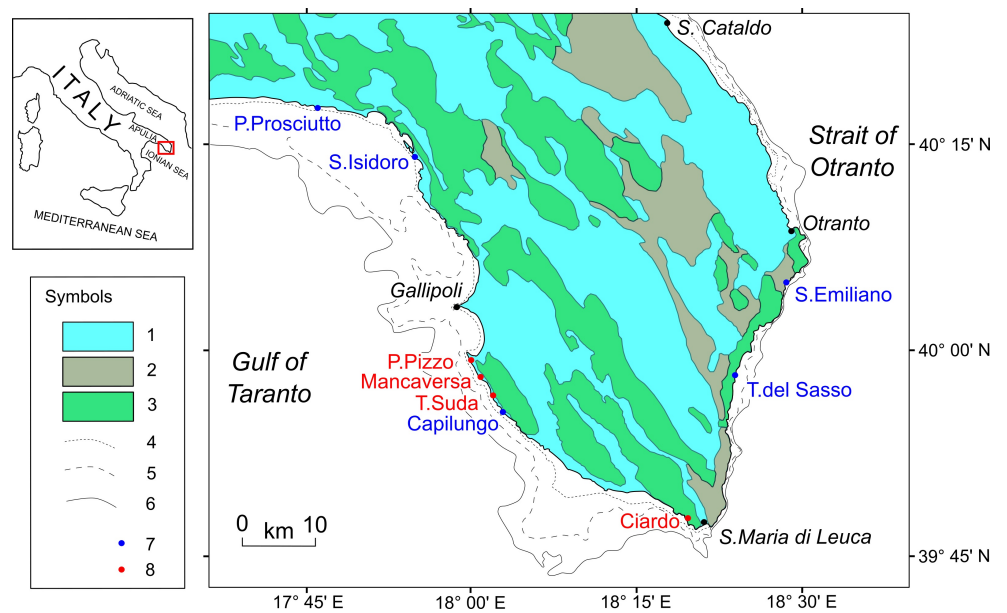 ITALY
ADRIATIC SEA
APULIA
IONIAN SEA
MEDITERRANEAN SEA
Symbols
1
2
3
4
5
6
7
8
S. Cataldo
P.Prosciutto
S.Isidoro
Strait of
Otranto
Otranto
Gallipoli
S.Emiliano
Gulf of
Taranto
P.Pizzo
Mancaversa
T.Suda
Capilungo
T.del Sasso
Ciardo
S.Maria di Leuca
0 km 10
40° 15' N
40° 00' N
39° 45' N
17° 45' E
18° 00' E
18° 15' E
18° 30' E